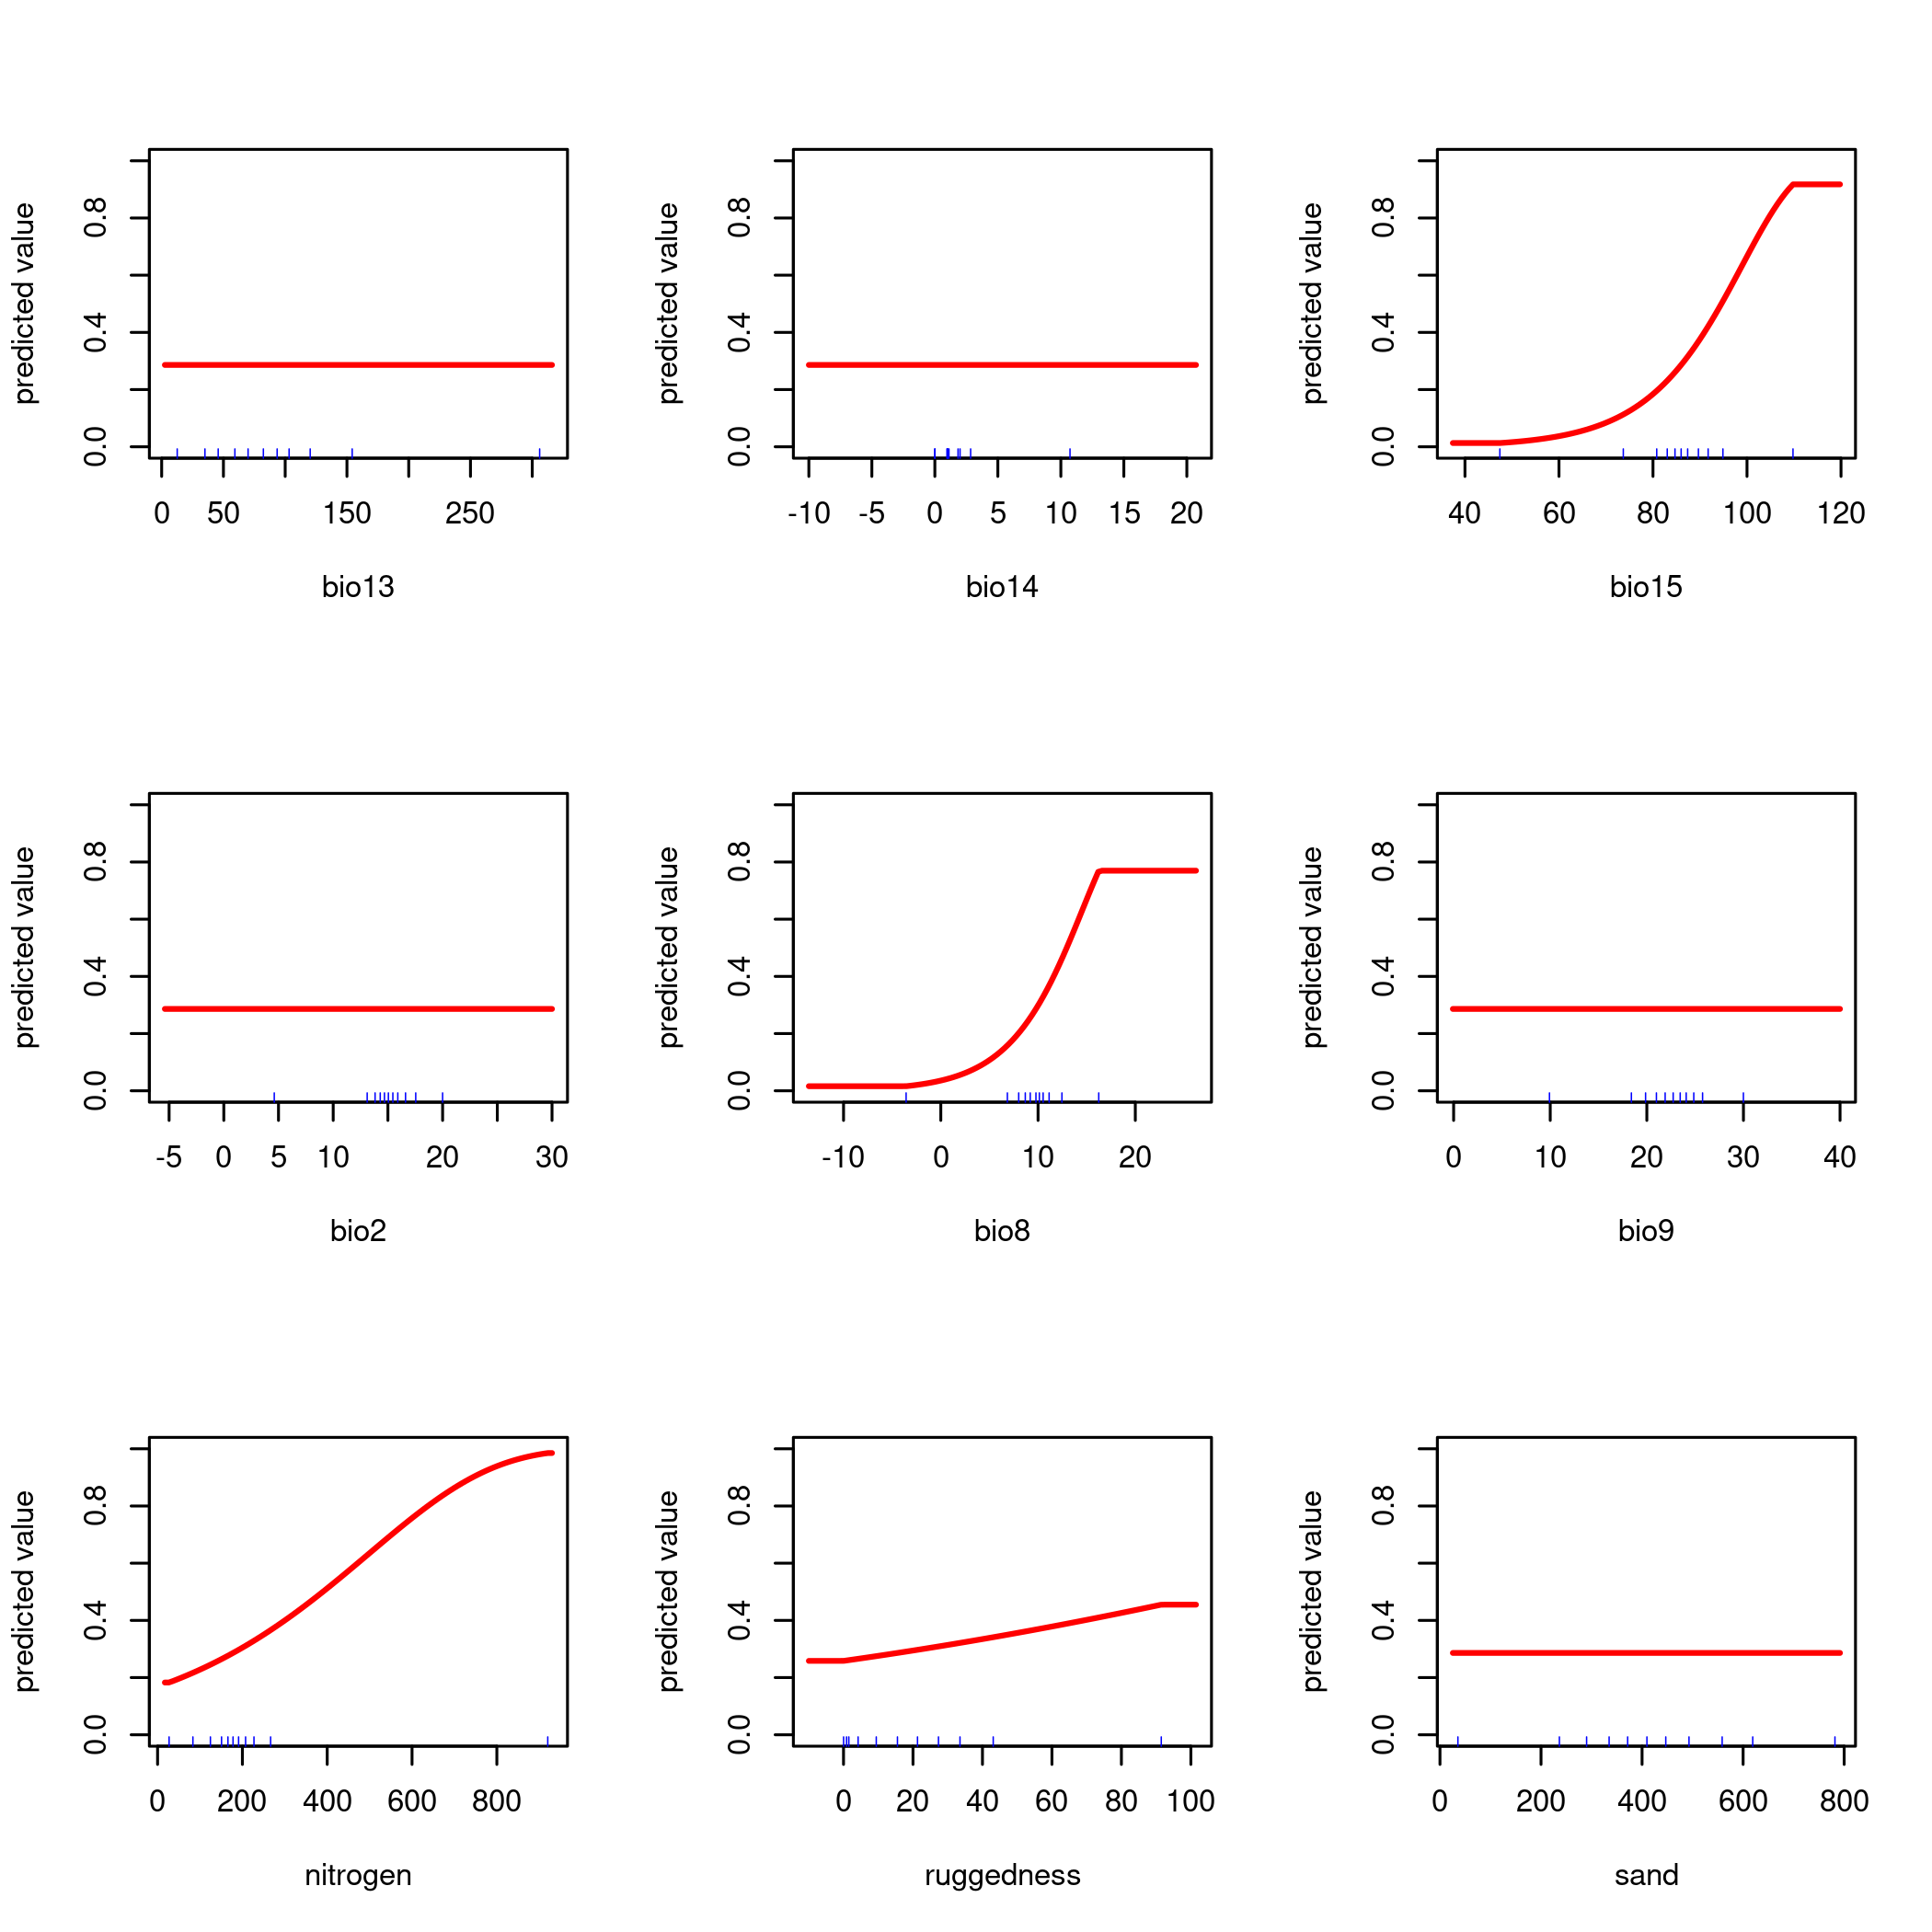 predicted value
0.0 0.4 0.8
0 50 150 250
bio13
predicted value
0.0 0.4 0.8
-10 -5 0 5 10 15 20
bio14
predicted value
0.0 0.4 0.8
40 60 80 100 120
bio15
predicted value
0.0 0.4 0.8
-5 0 5 10 20 30
bio2
predicted value
0.0 0.4 0.8
-10 0 10 20
bio8
predicted value
0.0 0.4 0.8
0 10 20 30 40
bio9
predicted value
0.0 0.4 0.8
0 200 400 600 800
nitrogen
predicted value
0.0 0.4 0.8
0 20 40 60 80 100
ruggedness
predicted value
0.0 0.4 0.8
0 200 400 600 800
sand